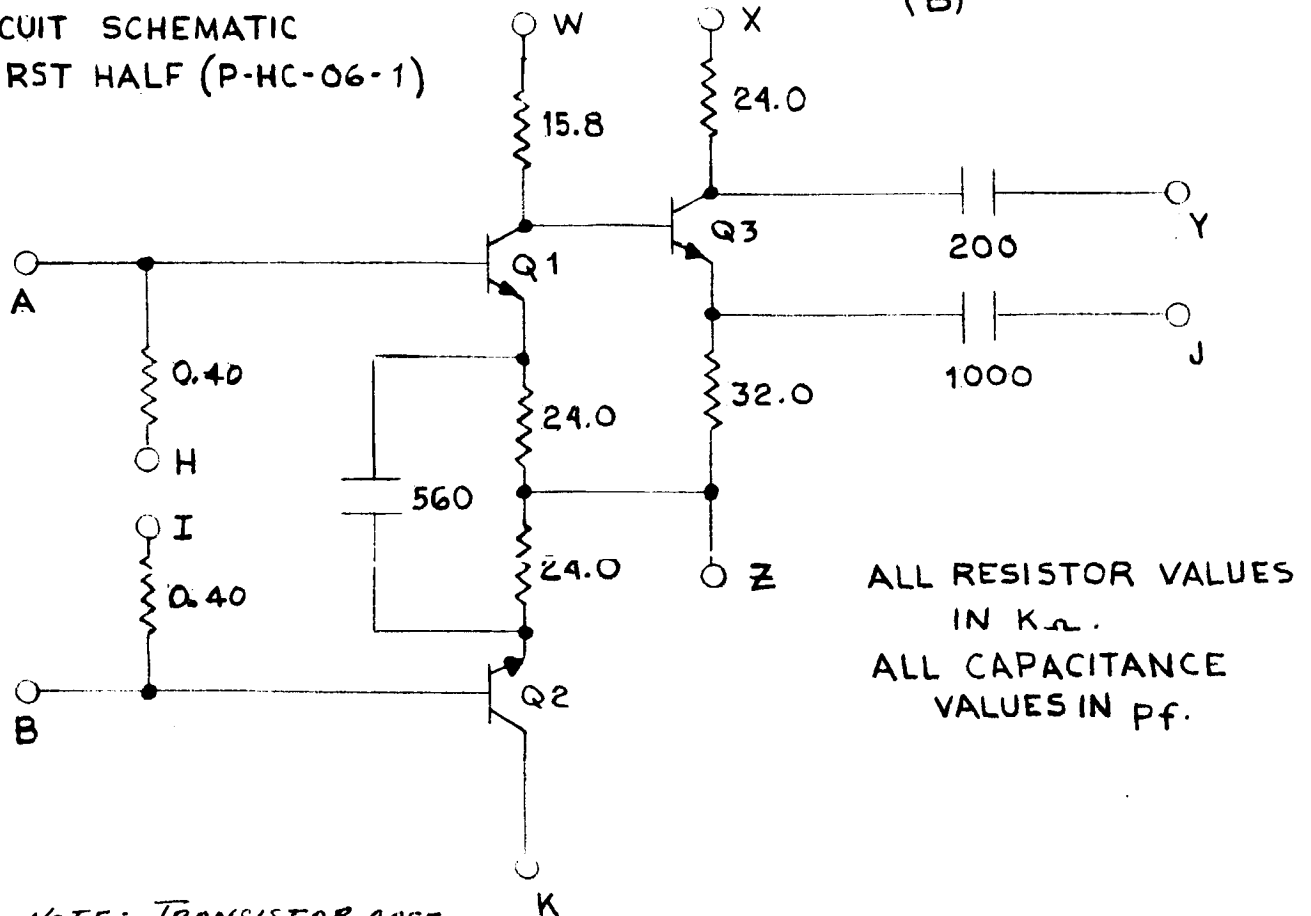 CUIT SCHEMATIC
RST HALF (P-HC-06-1)
(B)
W
X
15.8
24.0
Q1
Q3
200
Y
A
0.40
H
24.0
32.0
1000
J
560
I
0.40
24.0
Z
B
Q2
K
ALL RESISTOR VALUES
IN KΩ.
ALL CAPACITANCE
VALUES IN Pf.
NOTE: TRANSISTOR